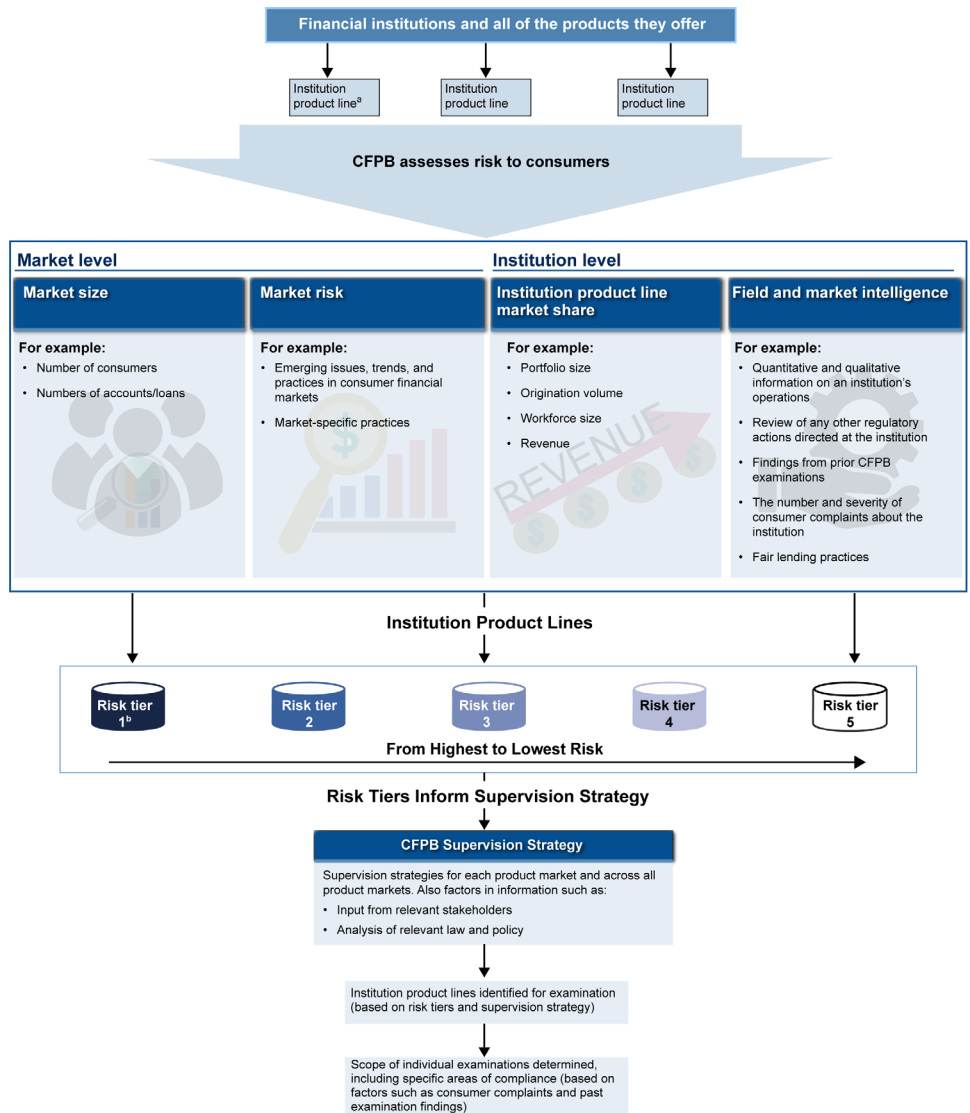 Financial institutions and all of the products they offer
Institution
product lineª
Institution
product line
Institution
product line
CFPB assesses risk to consumers
Market level
Institution level
Market size
Market risk
Institution product line
market share
Field and market intelligence
For example:
• Number of consumers
• Numbers of accounts/loans
For example:
• Emerging issues, trends, and
practices in consumer financial
markets
• Market-specific practices
$
For example:
• Portfolio size
• Origination volume
• Workforce size
• Revenue
REVENUE
$
$
$
$
For example:
• Quantitative and qualitative
information on an institution's
operations
• Review of any other regulatory
actions directed at the institution
• Findings from prior CFPB
examinations
• The number and severity of
consumer complaints about the
institution
• Fair lending practices
Institution Product Lines
Risk tier
1ᵇ
Risk tier
2
Risk tier
3
Risk tier
4
Risk tier
5
From Highest to Lowest Risk
Risk Tiers Inform Supervision Strategy
CFPB Supervision Strategy
Supervision strategies for each product market and across all
product markets. Also factors in information such as:
• Input from relevant stakeholders
• Analysis of relevant law and policy
Institution product lines identified for examination
(based on risk tiers and supervision strategy)
Scope of individual examinations determined,
including specific areas of compliance (based on
factors such as consumer complaints and past
examination findings)